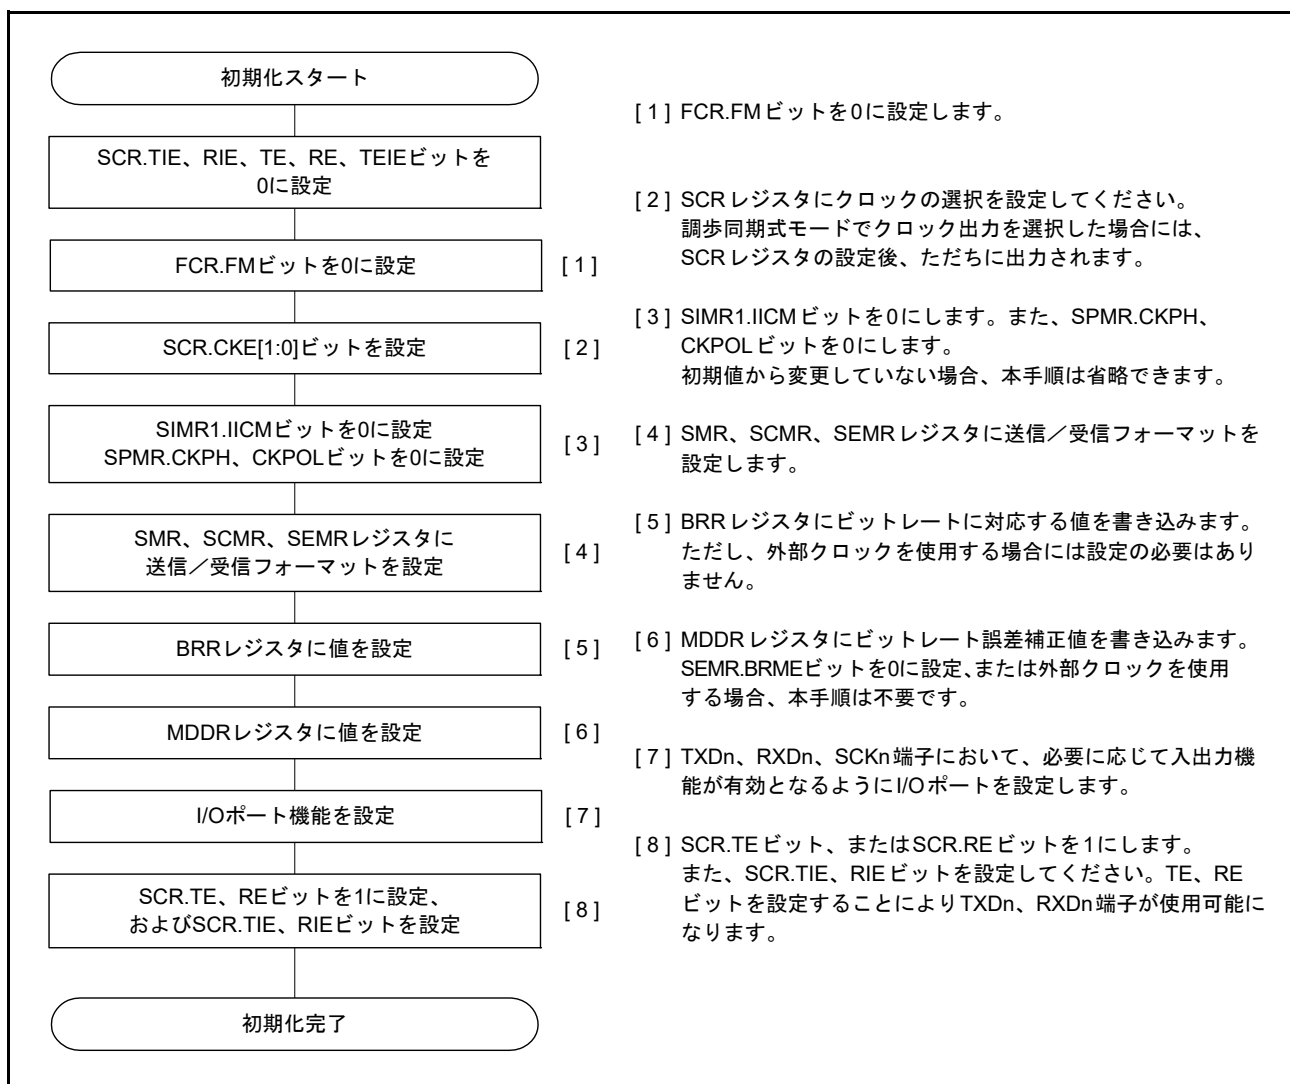 初期化スタート
SCR.TIE、RIE、TE、RE、TEIEビットを
0に設定
FCR.FMビットを0に設定
[ 1 ]
SCR.CKE[1:0]ビットを設定
[ 2 ]
SIMR1.IICMビットを0に設定
SPMR.CKPH、CKPOLビットを0に設定
[ 3 ]
SMR、SCMR、SEMRレジスタに
送信／受信フォーマットを設定
[ 4 ]
BRRレジスタに値を設定
[ 5 ]
MDDRレジスタに値を設定
[ 6 ]
I/Oポート機能を設定
[ 7 ]
SCR.TE、REビットを1に設定、
およびSCR.TIE、RIEビットを設定
[ 8 ]
初期化完了
[ 1 ] FCR.FMビットを0に設定します。
[ 2 ] SCRレジスタにクロックの選択を設定してください。
調歩同期式モードでクロック出力を選択した場合には、
SCRレジスタの設定後、ただちに出力されます。
[ 3 ] SIMR1.IICMビットを0にします。また、SPMR.CKPH、
CKPOLビットを0にします。
初期値から変更していない場合、本手順は省略できます。
[ 4 ] SMR、SCMR、SEMRレジスタに送信／受信フォーマットを
設定します。
[ 5 ] BRRレジスタにビットレートに対応する値を書き込みます。
ただし、外部クロックを使用する場合には設定の必要はあり
ません。
[ 6 ] MDDRレジスタにビットレート誤差補正値を書き込みます。
SEMR.BRMEビットを0に設定、または外部クロックを使用
する場合、本手順は不要です。
[ 7 ] TXDn、RXDn、SCKn端子において、必要に応じて入出力機
能が有効となるようにI/Oポートを設定します。
[ 8 ] SCR.TEビット、またはSCR.REビットを1にします。
また、SCR.TIE、RIEビットを設定してください。TE、RE
ビットを設定することによりTXDn、RXDn端子が使用可能に
なります。